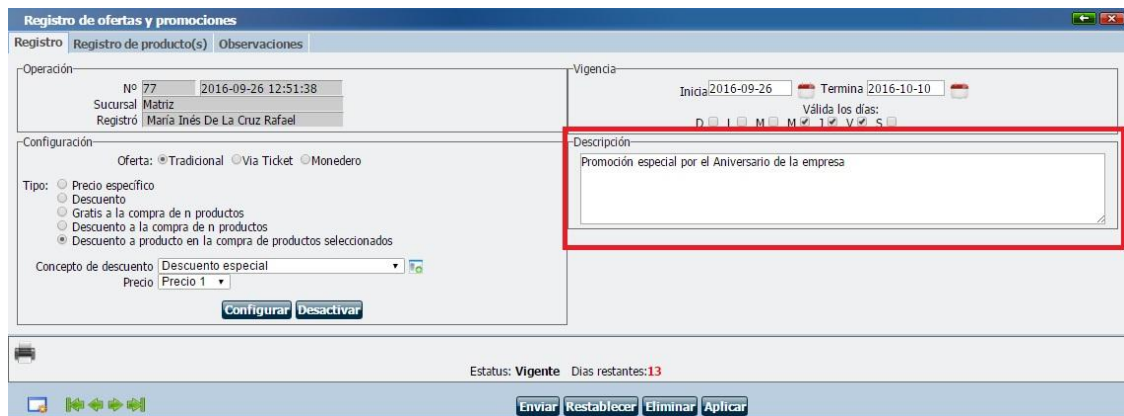 Registro de ofertas y promociones
Registro Registro de producto(s) Observaciones
Operación
Nº 77 2016-09-26 12:51:38
Sucursal Matriz
Registró María Inés De La Cruz Rafael
Vigencia
Inicia 2016-09-26 Termina 2016-10-10
Válida los días:
D L M M J V S
Configuración
Oferta: Tradicional Via Ticket Monedero
Tipo: Precio específico
Descuento
Gratis a la compra de n productos
Descuento a la compra de n productos
Descuento a producto en la compra de productos seleccionados
Concepto de descuento Descuento especial
Precio Precio 1
Configurar Desactivar
Descripción
Promoción especial por el Aniversario de la empresa
Estatus: Vigente Dias restantes:13
Enviar Restablecer Eliminar Aplicar